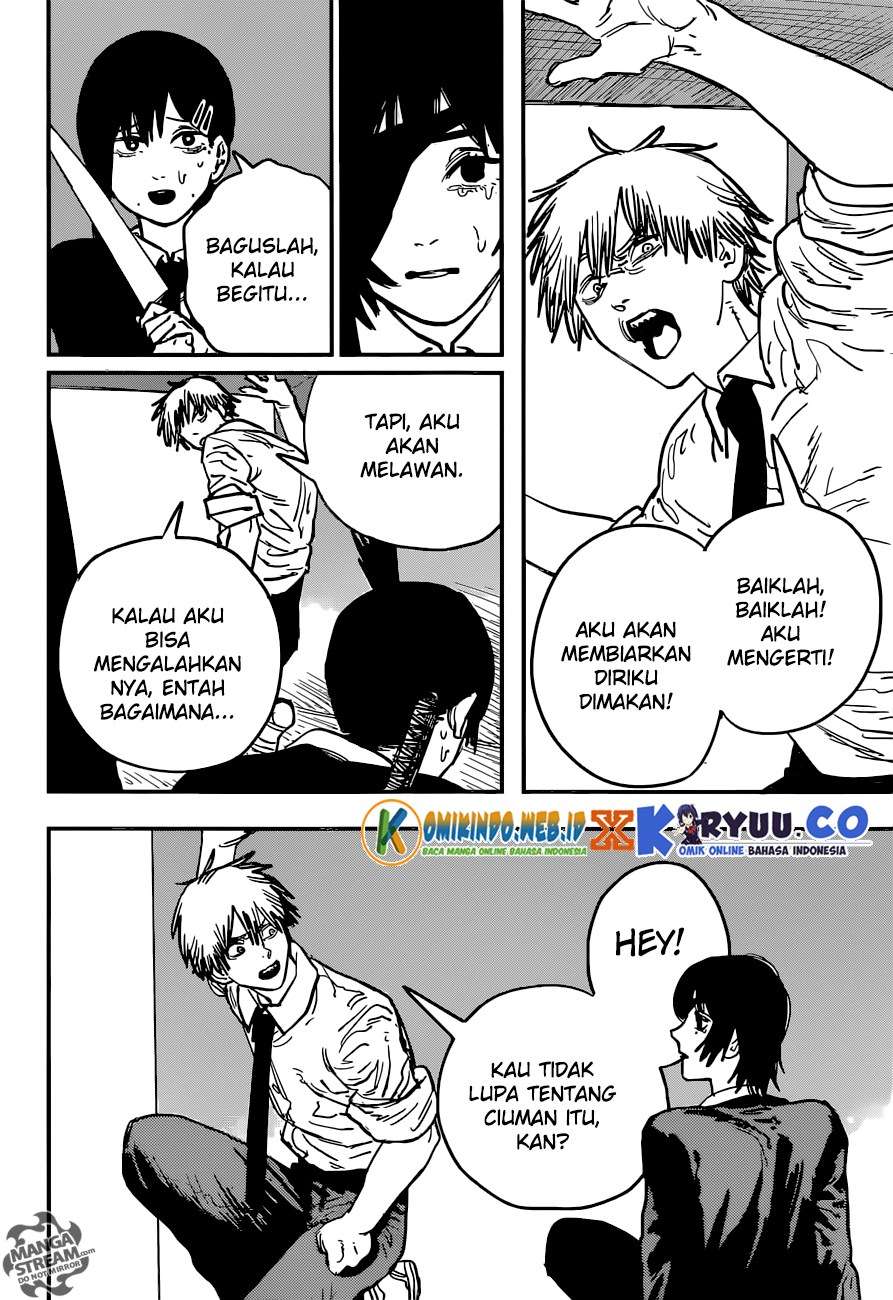 BAIKLAH,
BAIKLAH!
AKU
MENGERTI!
AKU AKAN
MEMBIARKAN
DIRIKU
DIMAKAN!
BAGUSLAH,
KALAU
BEGITU...
TAPI, AKU
AKAN
MELAWAN.
KALAU AKU
BISA
MENGALAHKAN
NYA, ENTAH
BAGAIMANA...
KOMIKINDO.WEB.ID X KIRYUU.CO
BACA MANGA ONLINE BAHASA INDONESIA
KOMIK ONLINE BAHASA INDONESIA
HEY!
KAU TIDAK
LUPA TENTANG
CIUMAN ITU,
KAN?
MANGA
STREAM.com
DO NOT MIRROR!